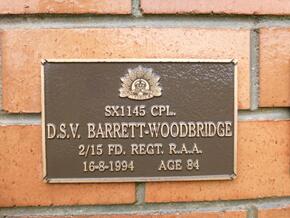 SX1145 CPL.
D.S.V. BARRETT-WOODBRIDGE
2/15 FD. REGT. R.A.A.
16-8-1994 AGE 84